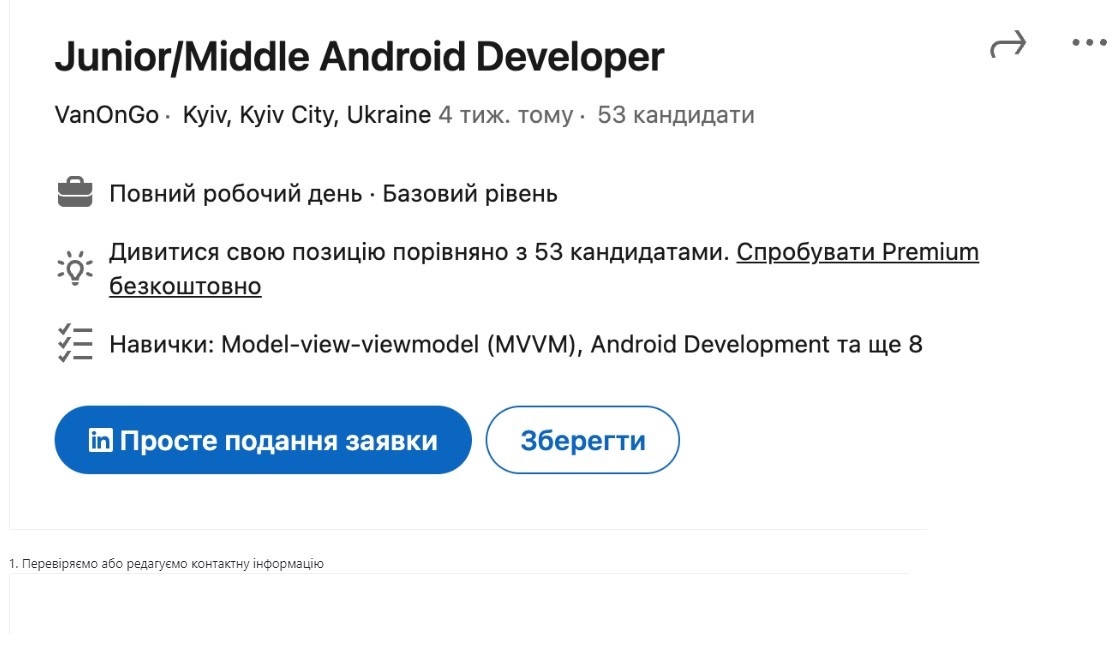 Junior/Middle Android Developer
VanOnGo · Kyiv, Kyiv City, Ukraine 4 тиж. тому · 53 кандидати
Повний робочий день · Базовий рівень
Дивитися свою позицію порівняно з 53 кандидатами. Спробувати Premium
безкоштовно
Навички: Model-view-viewmodel (MVVM), Android Development та ще 8
in Просте подання заявки
Зберегти
1. Перевіряємо або редагуємо контактну інформацію